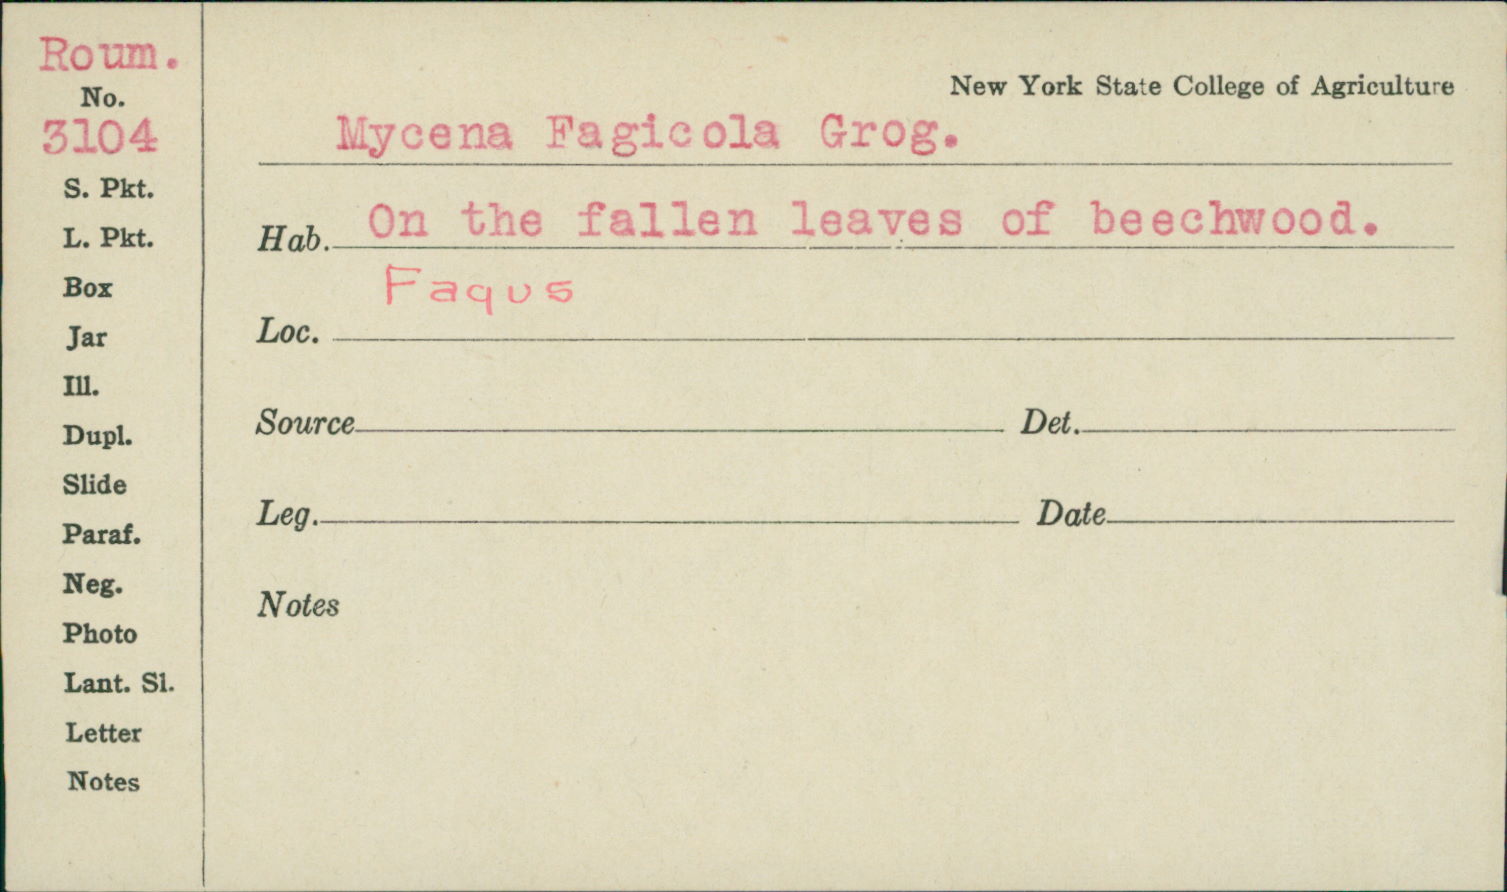 Roum.
No.
3104
S. Pkt.
L. Pkt.
Box
Jar
Ill.
Dupl.
Slide
Paraf.
Neg.
Photo
Lant. Sl.
Letter
Notes
New York State College of Agriculture
Mycena Fagicola Grog.
Hab. On the fallen leaves of beechwood.
Fagus
Loc.
Source Det.
Leg. Date
Notes